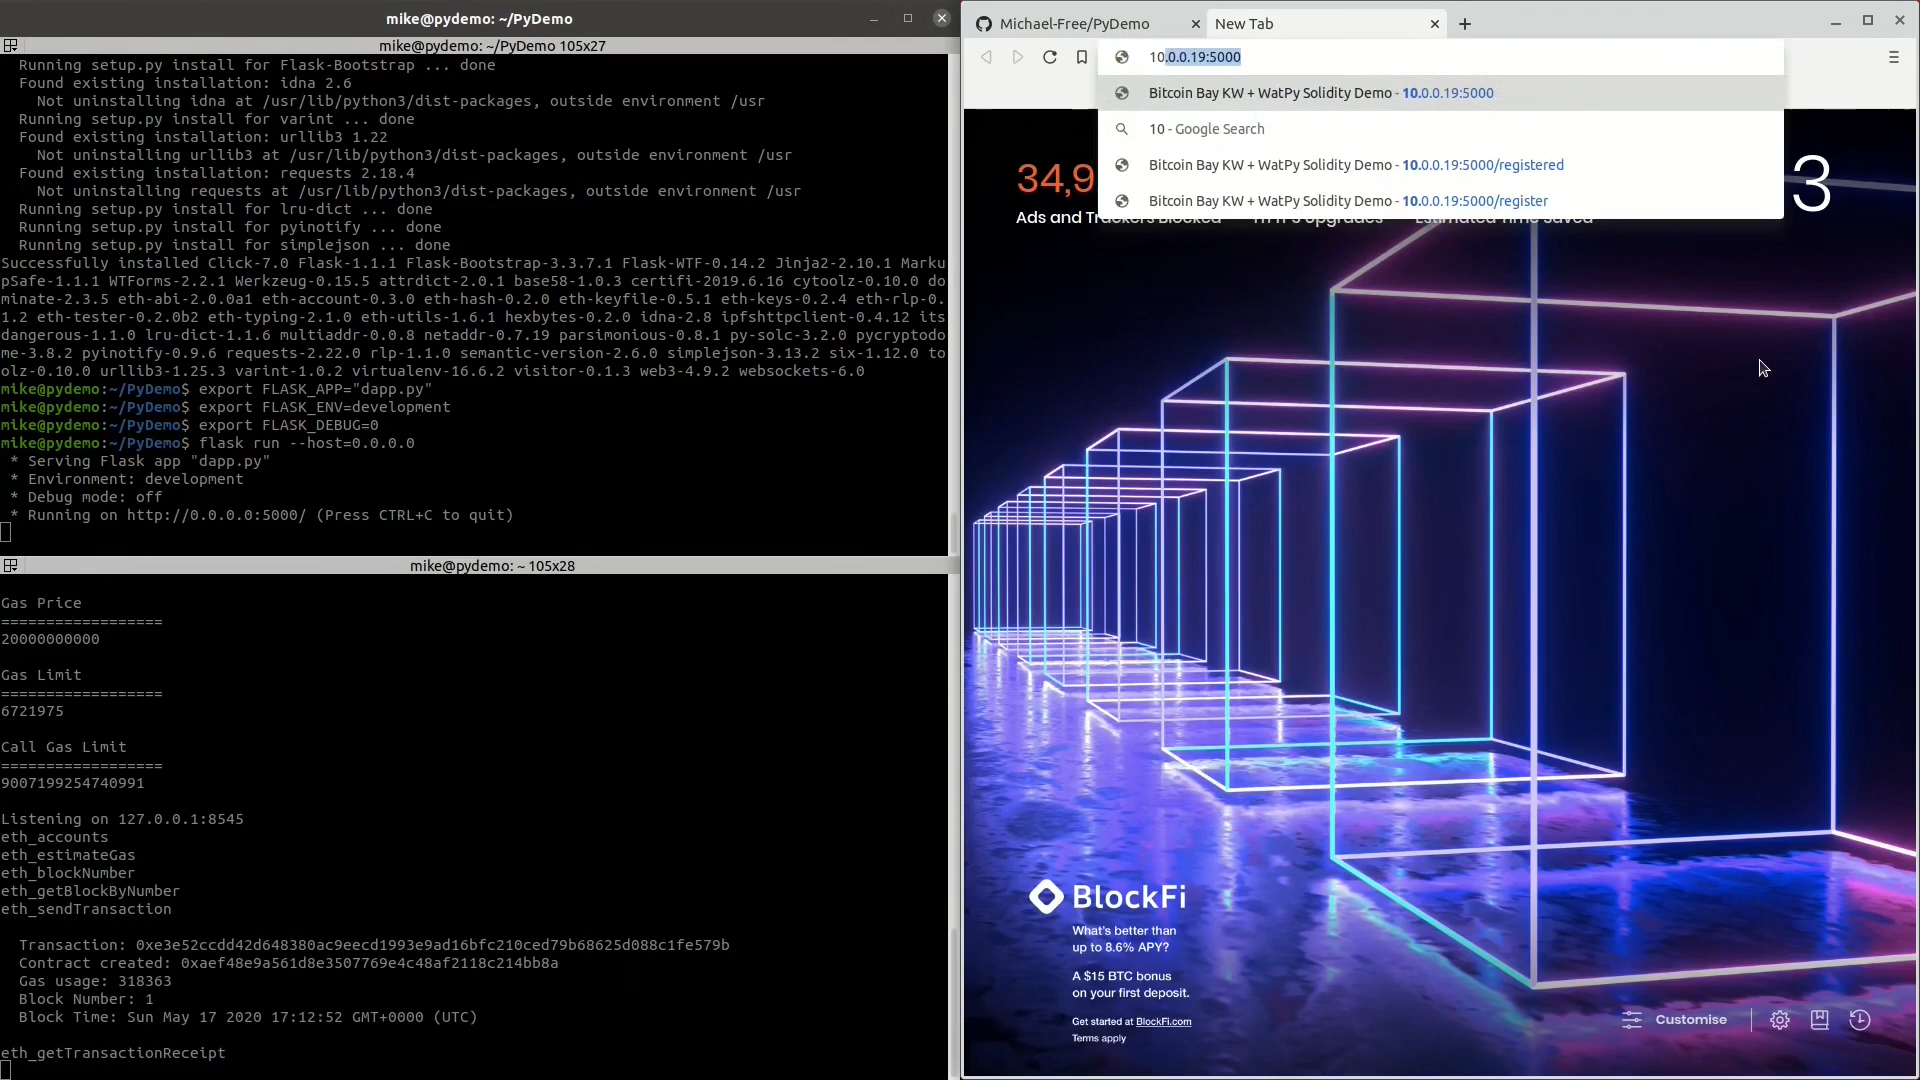 mike@pydemo: ~/PyDemo
mike@pydemo: ~/PyDemo 105x27
Running setup.py install for Flask-Bootstrap ... done
Found existing installation: idna 2.6
Not uninstalling idna at /usr/lib/python3/dist-packages, outside environment /usr
Running setup.py install for varint ... done
Found existing installation: urllib3 1.22
Not uninstalling urllib3 at /usr/lib/python3/dist-packages, outside environment /usr
Found existing installation: requests 2.18.4
Not uninstalling requests at /usr/lib/python3/dist-packages, outside environment /usr
Running setup.py install for lru-dict ... done
Running setup.py install for pyinotify ... done
Running setup.py install for simplejson ... done
Successfully installed Click-7.0 Flask-1.1.1 Flask-Bootstrap-3.3.7.1 Flask-WTF-0.14.2 Jinja2-2.10.1 Marku
pSafe-1.1.1 WTForms-2.2.1 Werkzeug-0.15.5 attrdict-2.0.1 base58-1.0.3 certifi-2019.6.16 cytoolz-0.10.0 do
minate-2.3.5 eth-abi-2.0.0a1 eth-account-0.3.0 eth-hash-0.2.0 eth-keyfile-0.5.1 eth-keys-0.2.4 eth-rlp-0.
1.2 eth-tester-0.2.0b2 eth-typing-2.1.0 eth-utils-1.6.1 hexbytes-0.2.0 idna-2.8 ipfshttpclient-0.4.12 its
dangerous-1.1.0 lru-dict-1.1.6 multiaddr-0.0.8 netaddr-0.7.19 parsimonious-0.8.1 py-solc-3.2.0 pycryptodo
me-3.8.2 pyinotify-0.9.6 requests-2.22.0 rlp-1.1.0 semantic-version-2.6.0 simplejson-3.13.2 six-1.12.0 to
olz-0.10.0 urllib3-1.25.3 varint-1.0.2 virtualenv-16.6.2 visitor-0.1.3 web3-4.9.2 websockets-6.0
mike@pydemo:~/PyDemo$ export FLASK_APP="dapp.py"
mike@pydemo:~/PyDemo$ export FLASK_ENV=development
mike@pydemo:~/PyDemo$ export FLASK_DEBUG=0
mike@pydemo:~/PyDemo$ flask run --host=0.0.0.0
* Serving Flask app "dapp.py"
* Environment: development
* Debug mode: off
* Running on http://0.0.0.0:5000/ (Press CTRL+C to quit)
mike@pydemo: ~ 105x28
Gas Price
==================
20000000000
Gas Limit
==================
6721975
Call Gas Limit
==================
9007199254740991
Listening on 127.0.0.1:8545
eth_accounts
eth_estimateGas
eth_blockNumber
eth_getBlockByNumber
eth_sendTransaction
Transaction: 0xe3e52ccdd42d648380ac9eecd1993e9ad16bfc210ced79b68625d088c1fe579b
Contract created: 0xaef48e9a561d8e3507769e4c48af2118c214bb8a
Gas usage: 318363
Block Number: 1
Block Time: Sun May 17 2020 17:12:52 GMT+0000 (UTC)
eth_getTransactionReceipt
Michael-Free/PyDemo
New Tab
10.0.0.19:5000
Bitcoin Bay KW + WatPy Solidity Demo - 10.0.0.19:5000
10 - Google Search
Bitcoin Bay KW + WatPy Solidity Demo - 10.0.0.19:5000/registered
Bitcoin Bay KW + WatPy Solidity Demo - 10.0.0.19:5000/register
34,9
3
Ads and Trackers Blocked HTTPS Upgrades Estimated Time Saved
BlockFi
What's better than
up to 8.6% APY?
A $15 BTC bonus
on your first deposit.
Get started at BlockFi.com
Terms apply
Customise